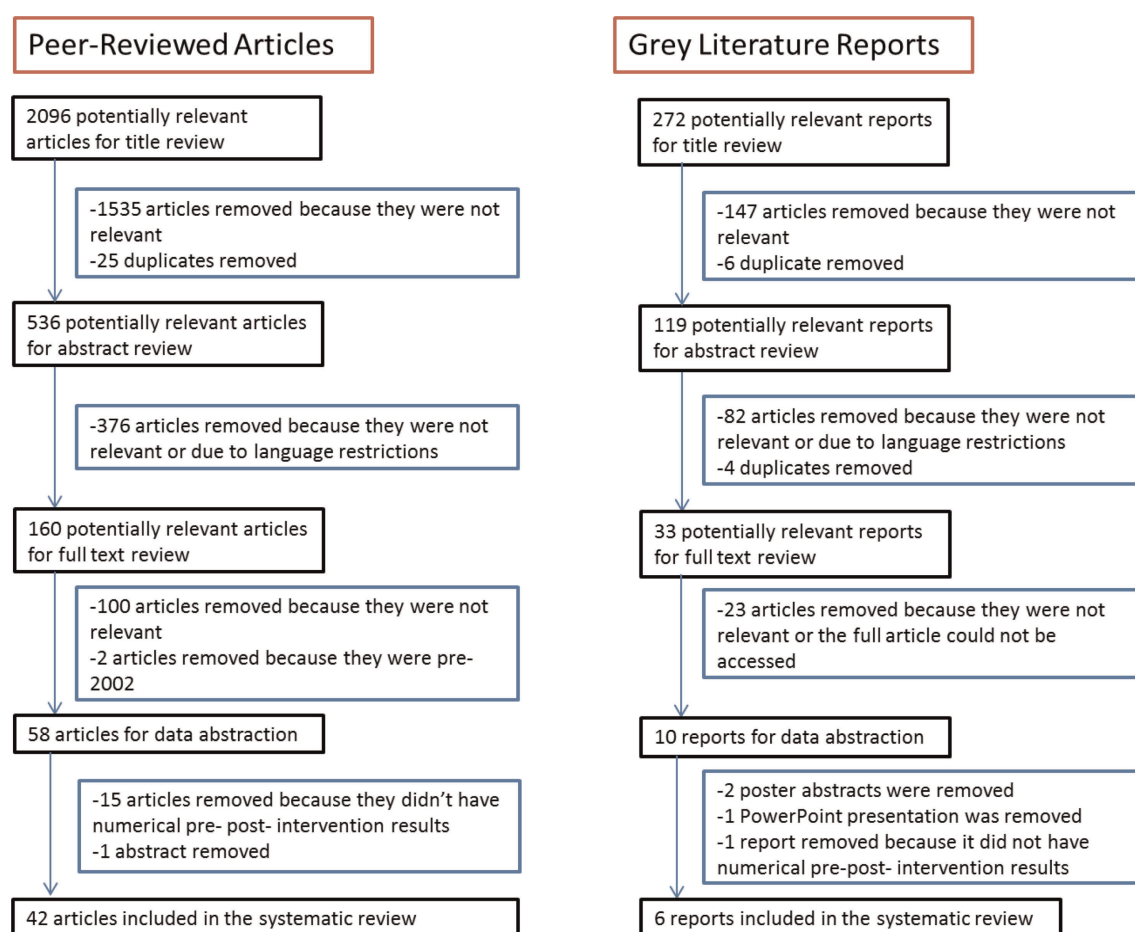 Peer-Reviewed Articles
2096 potentially relevant
articles for title review
-1535 articles removed because they were not
relevant
-25 duplicates removed
536 potentially relevant articles
for abstract review
-376 articles removed because they were not
relevant or due to language restrictions
160 potentially relevant articles
for full text review
-100 articles removed because they were not
relevant
-2 articles removed because they were pre-
2002
58 articles for data abstraction
-15 articles removed because they didn't have
numerical pre- post- intervention results
-1 abstract removed
42 articles included in the systematic review
Grey Literature Reports
272 potentially relevant reports
for title review
-147 articles removed because they were not
relevant
-6 duplicate removed
119 potentially relevant reports
for abstract review
-82 articles removed because they were not
relevant or due to language restrictions
-4 duplicates removed
33 potentially relevant reports
for full text review
-23 articles removed because they were not
relevant or the full article could not be
accessed
10 reports for data abstraction
-2 poster abstracts were removed
-1 PowerPoint presentation was removed
-1 report removed because it did not have
numerical pre-post- intervention results
6 reports included in the systematic review